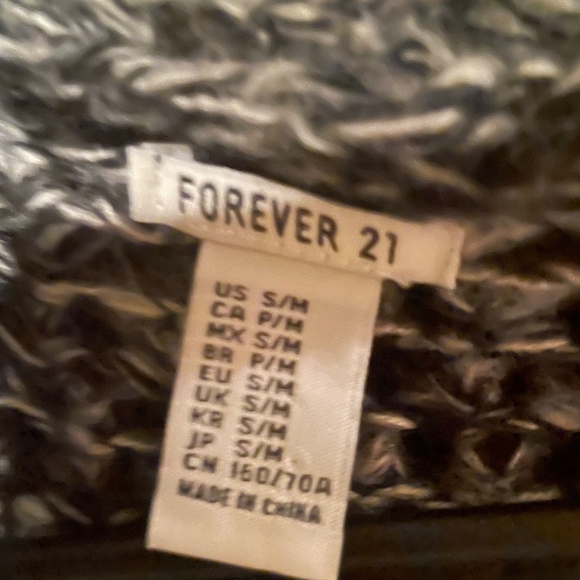 FOREVER 21
US S/M
CA P/M
MX S/M
BR P/M
EU S/M
UK S/M
KR S/M
JP S/M
CN 160/70A
MADE IN CHINA